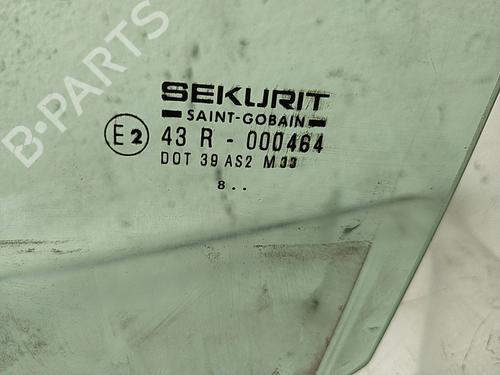 B-PARTS
SEKURIT
SAINT-GOBAIN
E2 43 R - 000464
DOT 39 AS2 M33
8 . .